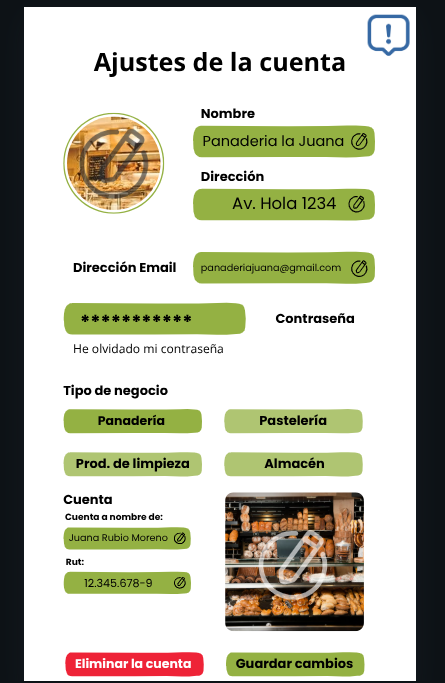 !
Ajustes de la cuenta
Nombre
Panaderia la Juana
Dirección
Av. Hola 1234
Dirección Email
panaderiajuana@gmail.com
***********
Contraseña
He olvidado mi contraseña
Tipo de negocio
Panadería
Pastelería
Prod. de limpieza
Almacén
Cuenta
Cuenta a nombre de:
Juana Rubio Moreno
Rut:
12.345.678-9
Eliminar la cuenta
Guardar cambios